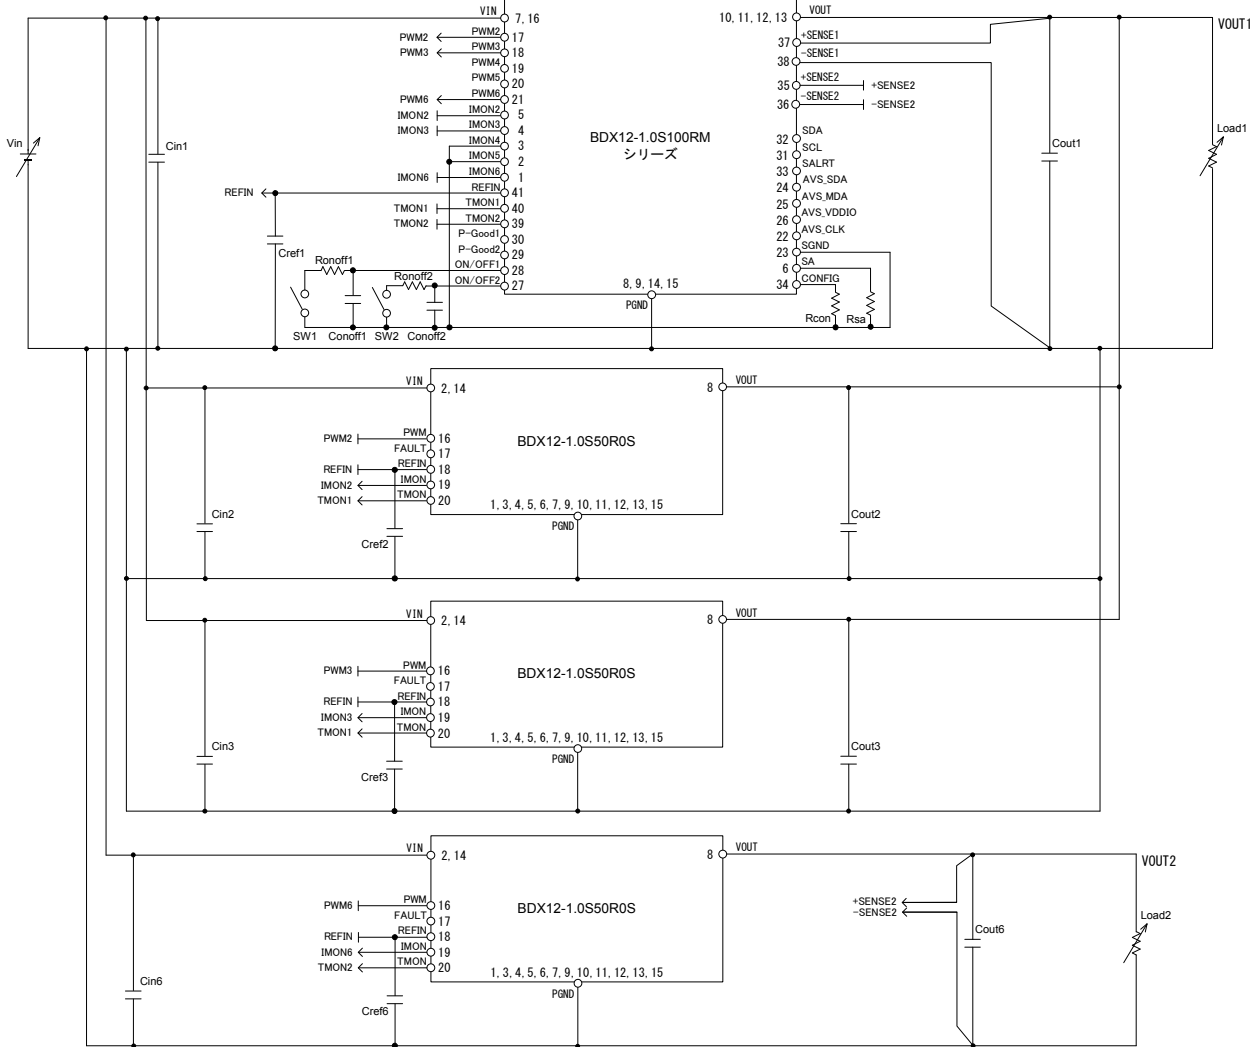 VIN
7, 16
10, 11, 12, 13
VOUT
VOUT1
PWM2
PWM2
17
37
+SENSE1
PWM3
PWM3
18
38
-SENSE1
PWM4
19
PWM5
20
35
+SENSE2
+SENSE2
PWM6
PWM6
21
36
-SENSE2
-SENSE2
IMON2
IMON2
5
IMON3
IMON3
4
IMON4
3
IMON5
2
IMON6
IMON6
1
REFIN
REFIN
41
TMON1
TMON1
40
TMON2
TMON2
39
P-Good1
30
P-Good2
29
ON/OFF1
28
ON/OFF2
27
BDX12-1.0S100RM
シリーズ
32
SDA
31
SCL
33
SALRT
24
AVS_SDA
25
AVS_MDA
26
AVS_VDDIO
22
AVS_CLK
23
SGND
6
SA
34
CONFIG
8, 9, 14, 15
PGND
Vin
Cin1
Cref1
Ronoff1
Ronoff2
SW1
Conoff1
SW2
Conoff2
Rcon
Rsa
Cout1
Load1
VIN
2, 14
8
VOUT
BDX12-1.0S50R0S
PWM2
PWM
16
FAULT
17
REFIN
REFIN
18
IMON2
IMON
19
TMON1
TMON
20
1, 3, 4, 5, 6, 7, 9, 10, 11, 12, 13, 15
PGND
Cin2
Cref2
Cout2
VIN
2, 14
8
VOUT
BDX12-1.0S50R0S
PWM3
PWM
16
FAULT
17
REFIN
REFIN
18
IMON3
IMON
19
TMON1
TMON
20
1, 3, 4, 5, 6, 7, 9, 10, 11, 12, 13, 15
PGND
Cin3
Cref3
Cout3
VIN
2, 14
8
VOUT
VOUT2
BDX12-1.0S50R0S
PWM6
PWM
16
FAULT
17
REFIN
REFIN
18
IMON6
IMON
19
TMON2
TMON
20
1, 3, 4, 5, 6, 7, 9, 10, 11, 12, 13, 15
PGND
+SENSE2
-SENSE2
Cin6
Cref6
Cout6
Load2